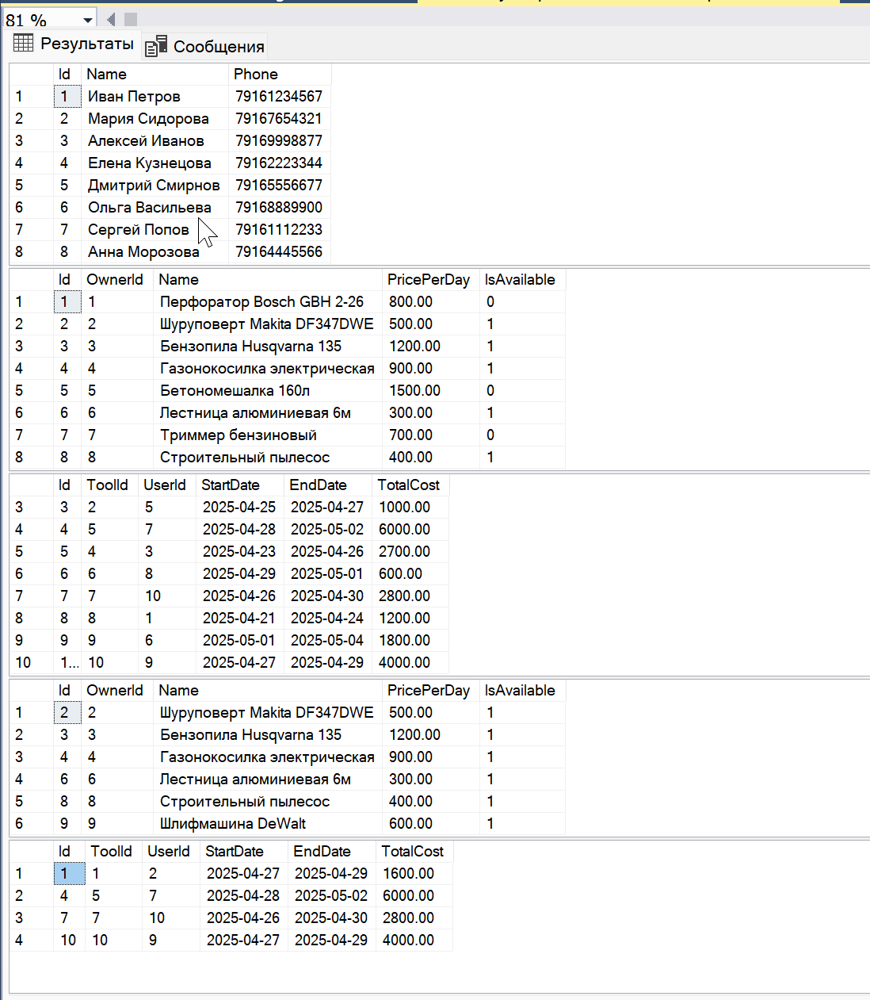 81 %
Результаты Сообщения
Id Name Phone
1 1 Иван Петров 79161234567
2 2 Мария Сидорова 79167654321
3 3 Алексей Иванов 79169998877
4 4 Елена Кузнецова 79162223344
5 5 Дмитрий Смирнов 79165556677
6 6 Ольга Васильева 79168889900
7 7 Сергей Попов 79161112233
8 8 Анна Морозова 79164445566
Id OwnerId Name PricePerDay IsAvailable
1 1 1 Перфоратор Bosch GBH 2-26 800.00 0
2 2 2 Шуруповерт Makita DF347DWE 500.00 1
3 3 3 Бензопила Husqvarna 135 1200.00 1
4 4 4 Газонокосилка электрическая 900.00 1
5 5 5 Бетономешалка 160л 1500.00 0
6 6 6 Лестница алюминиевая 6м 300.00 1
7 7 7 Триммер бензиновый 700.00 0
8 8 8 Строительный пылесос 400.00 1
Id ToolId UserId StartDate EndDate TotalCost
3 3 2 5 2025-04-25 2025-04-27 1000.00
4 4 5 7 2025-04-28 2025-05-02 6000.00
5 5 4 3 2025-04-23 2025-04-26 2700.00
6 6 6 8 2025-04-29 2025-05-01 600.00
7 7 7 10 2025-04-26 2025-04-30 2800.00
8 8 8 1 2025-04-21 2025-04-24 1200.00
9 9 9 6 2025-05-01 2025-05-04 1800.00
10 1... 10 9 2025-04-27 2025-04-29 4000.00
Id OwnerId Name PricePerDay IsAvailable
1 2 2 Шуруповерт Makita DF347DWE 500.00 1
2 3 3 Бензопила Husqvarna 135 1200.00 1
3 4 4 Газонокосилка электрическая 900.00 1
4 6 6 Лестница алюминиевая 6м 300.00 1
5 8 8 Строительный пылесос 400.00 1
6 9 9 Шлифмашина DeWalt 600.00 1
Id ToolId UserId StartDate EndDate TotalCost
1 1 1 2 2025-04-27 2025-04-29 1600.00
2 4 5 7 2025-04-28 2025-05-02 6000.00
3 7 7 10 2025-04-26 2025-04-30 2800.00
4 10 10 9 2025-04-27 2025-04-29 4000.00